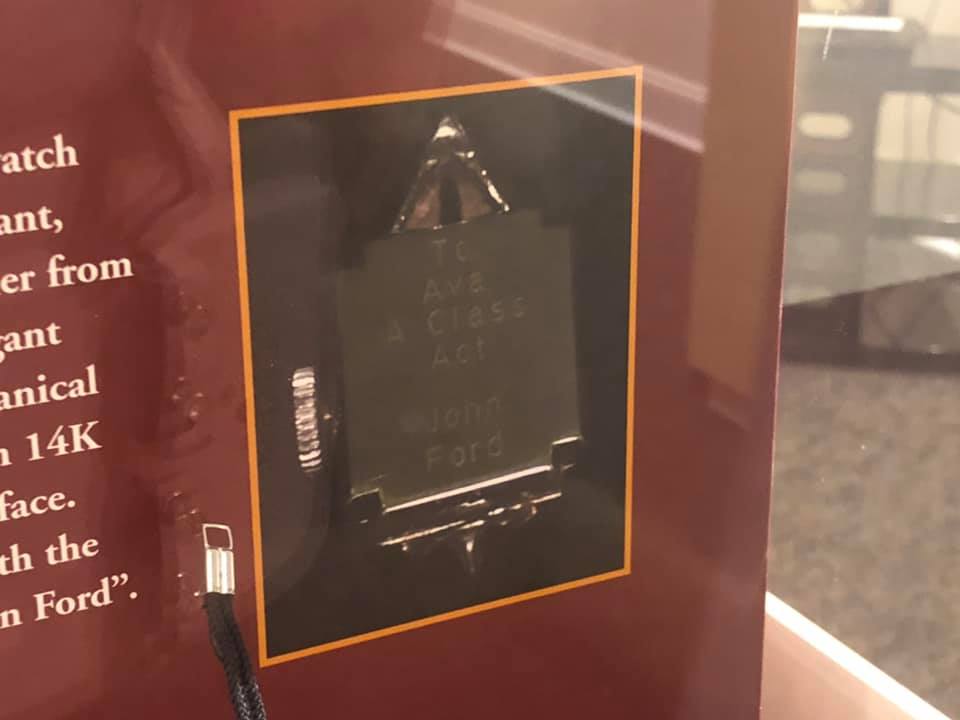 atch
ant,
er from
gant
anical
n 14K
face.
th the
n Ford”.
To
Ava
A Class
Act
John
Ford